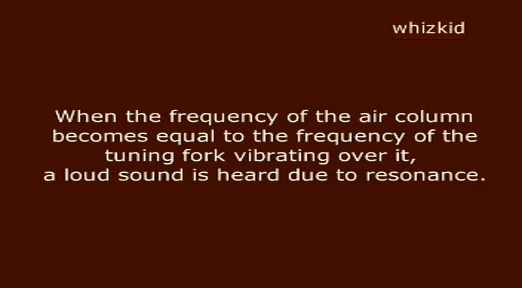 whizkid
When the frequency of the air column
becomes equal to the frequency of the
tuning fork vibrating over it,
a loud sound is heard due to resonance.